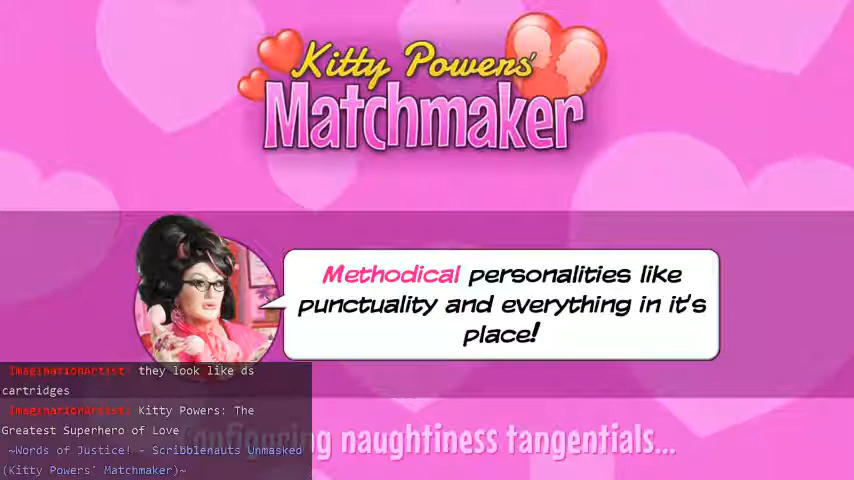 Kitty Powers'
Matchmaker
Methodical personalities like
punctuality and everything in it's
place!
ImaginationArtist: they look like ds
cartridges
ImaginationArtist: Kitty Powers: The
Greatest Superhero of Love
~Words of Justice! - Scribblenauts Unmasked
(Kitty Powers' Matchmaker)~
Configuring naughtiness tangentials...